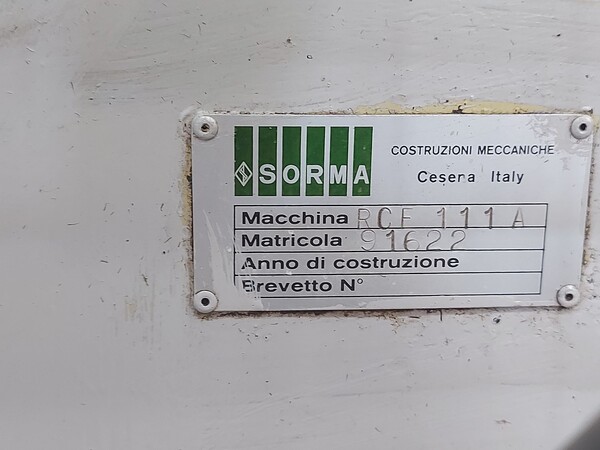 SORMA
COSTRUZIONI MECCANICHE
Cesena Italy
Macchina RCF 111 A
Matricola 91622
Anno di costruzione
Brevetto N°